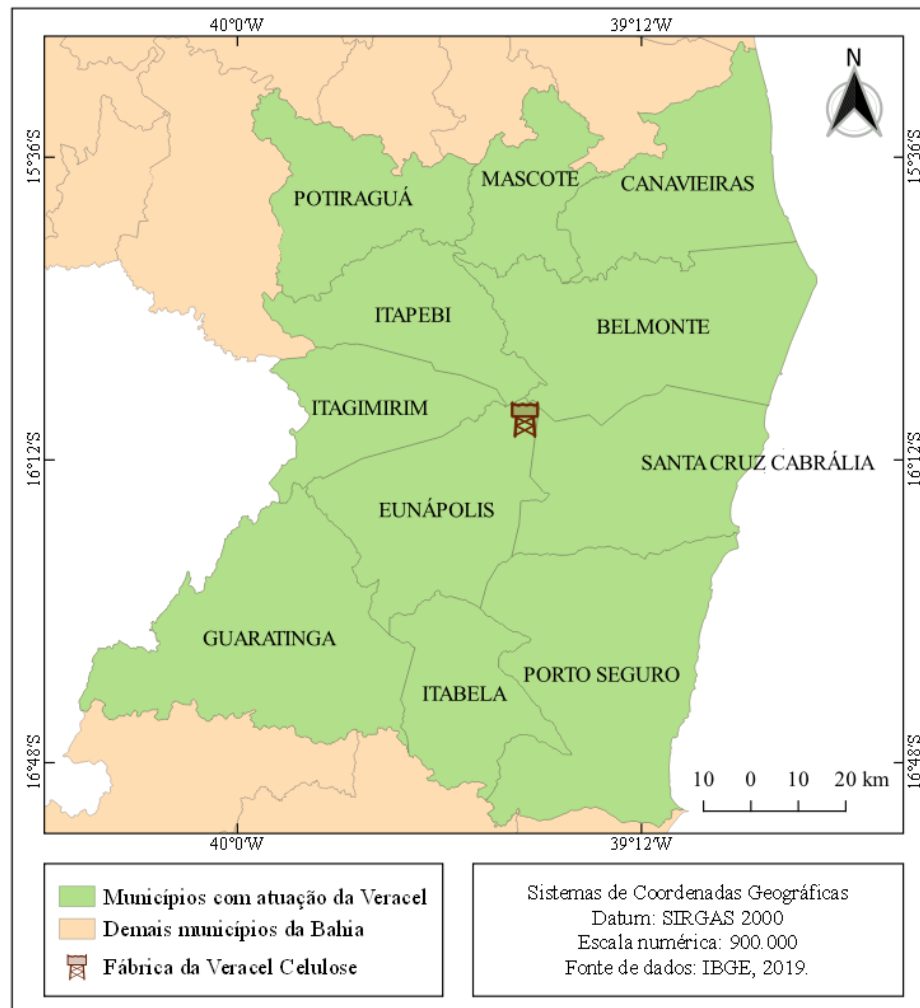 40°0'W 39°12'W
N
15°36'S 15°36'S
MASCOTE
CANAVIEIRAS
POTIRAGUÁ
ITAPEBI
BELMONTE
ITAGIMIRIM
16°12'S 16°12'S
SANTA CRUZ CABRÁLIA
EUNÁPOLIS
GUARATINGA
PORTO SEGURO
ITABELA
16°48'S 16°48'S
10 0 10 20 km
40°0'W 39°12'W
Municípios com atuação da Veracel
Demais municípios da Bahia
Fábrica da Veracel Celulose
Sistemas de Coordenadas Geográficas
Datum: SIRGAS 2000
Escala numérica: 900.000
Fonte de dados: IBGE, 2019.